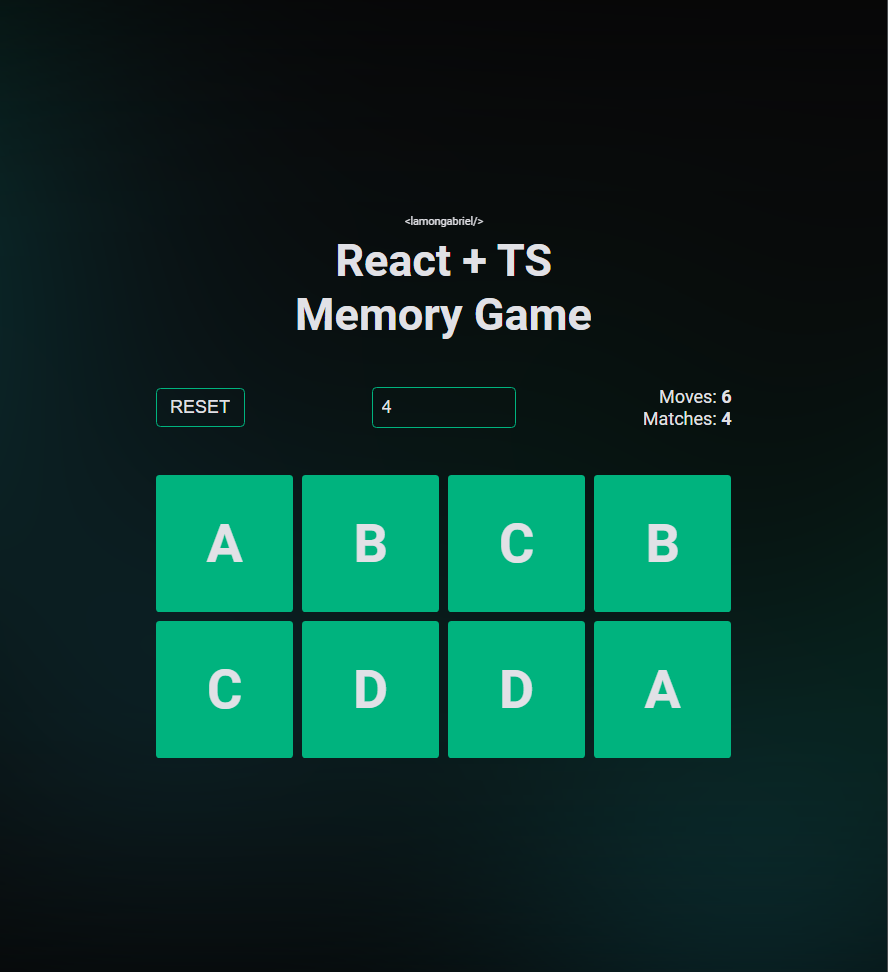 <lamongabriel/>
React + TS
Memory Game
RESET
4
Moves: 6
Matches: 4
A B C B
C D D A